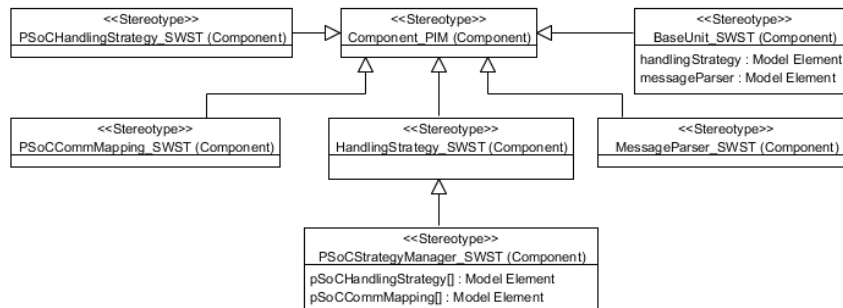 <<Stereotype>>
PSoCHandlingStrategy_SWST (Component)
<<Stereotype>>
Component_PIM (Component)
<<Stereotype>>
BaseUnit_SWST (Component)
handlingStrategy : Model Element
messageParser : Model Element
<<Stereotype>>
PSoCCommMapping_SWST (Component)
<<Stereotype>>
HandlingStrategy_SWST (Component)
<<Stereotype>>
MessageParser_SWST (Component)
<<Stereotype>>
PSoCStrategyManager_SWST (Component)
pSoCHandlingStrategy[] : Model Element
pSoCCommMapping[] : Model Element